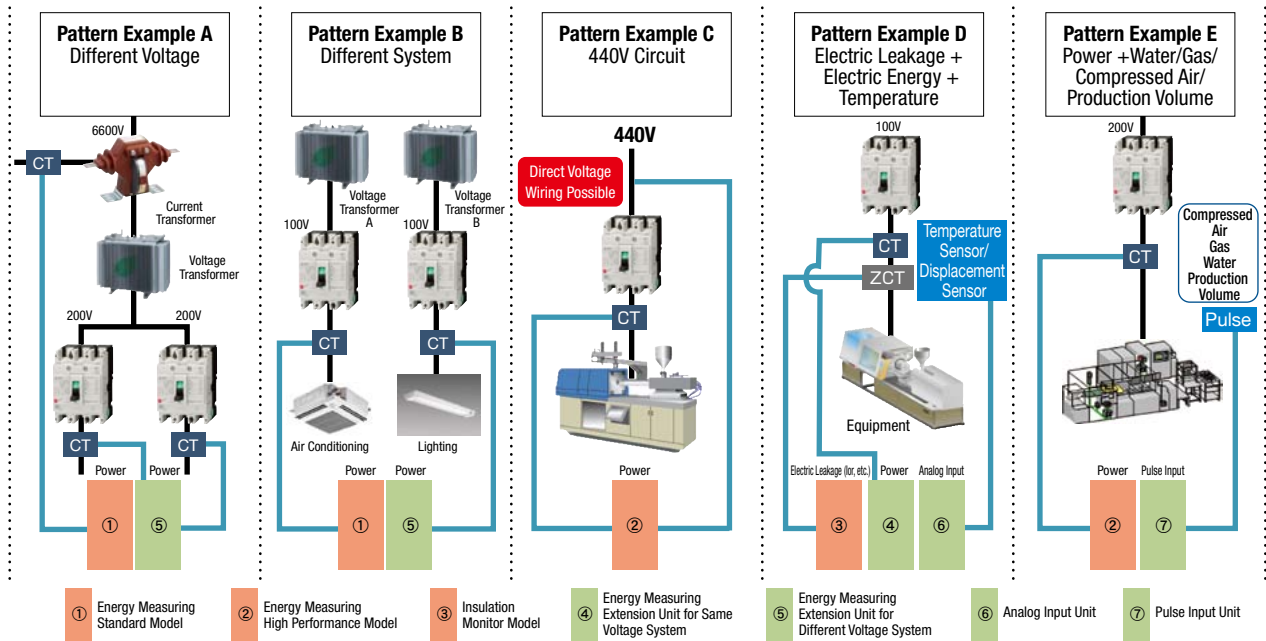 Pattern Example A
Different Voltage
6600V
CT
Current
Transformer
Voltage
Transformer
200V
200V
CT
CT
Power
Power
①
⑤
Pattern Example B
Different System
Voltage
Transformer
A
Voltage
Transformer
B
100V
100V
CT
CT
Air Conditioning
Lighting
Power
Power
①
⑤
Pattern Example C
440V Circuit
440V
Direct Voltage
Wiring Possible
CT
Power
②
Pattern Example D
Electric Leakage +
Electric Energy +
Temperature
100V
CT
ZCT
Temperature
Sensor/
Displacement
Sensor
Equipment
Electric Leakage (Ior, etc.)
Power
Analog Input
③
④
⑥
Pattern Example E
Power +Water/Gas/
Compressed Air/
Production Volume
200V
CT
Compressed
Air
Gas
Water
Production
Volume
Pulse
Power
Pulse Input
②
⑦
① Energy Measuring
Standard Model
② Energy Measuring
High Performance Model
③ Insulation
Monitor Model
④ Energy Measuring
Extension Unit for Same
Voltage System
⑤ Energy Measuring
Extension Unit for
Different Voltage System
⑥ Analog Input Unit
⑦ Pulse Input Unit